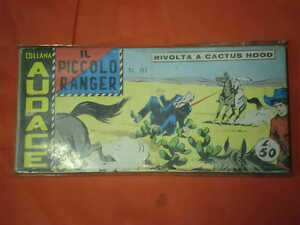 COLLANA
AUDACE
IL
PICCOLO
RANGER
RIVOLTA A CACTUS HOOD
£ 50